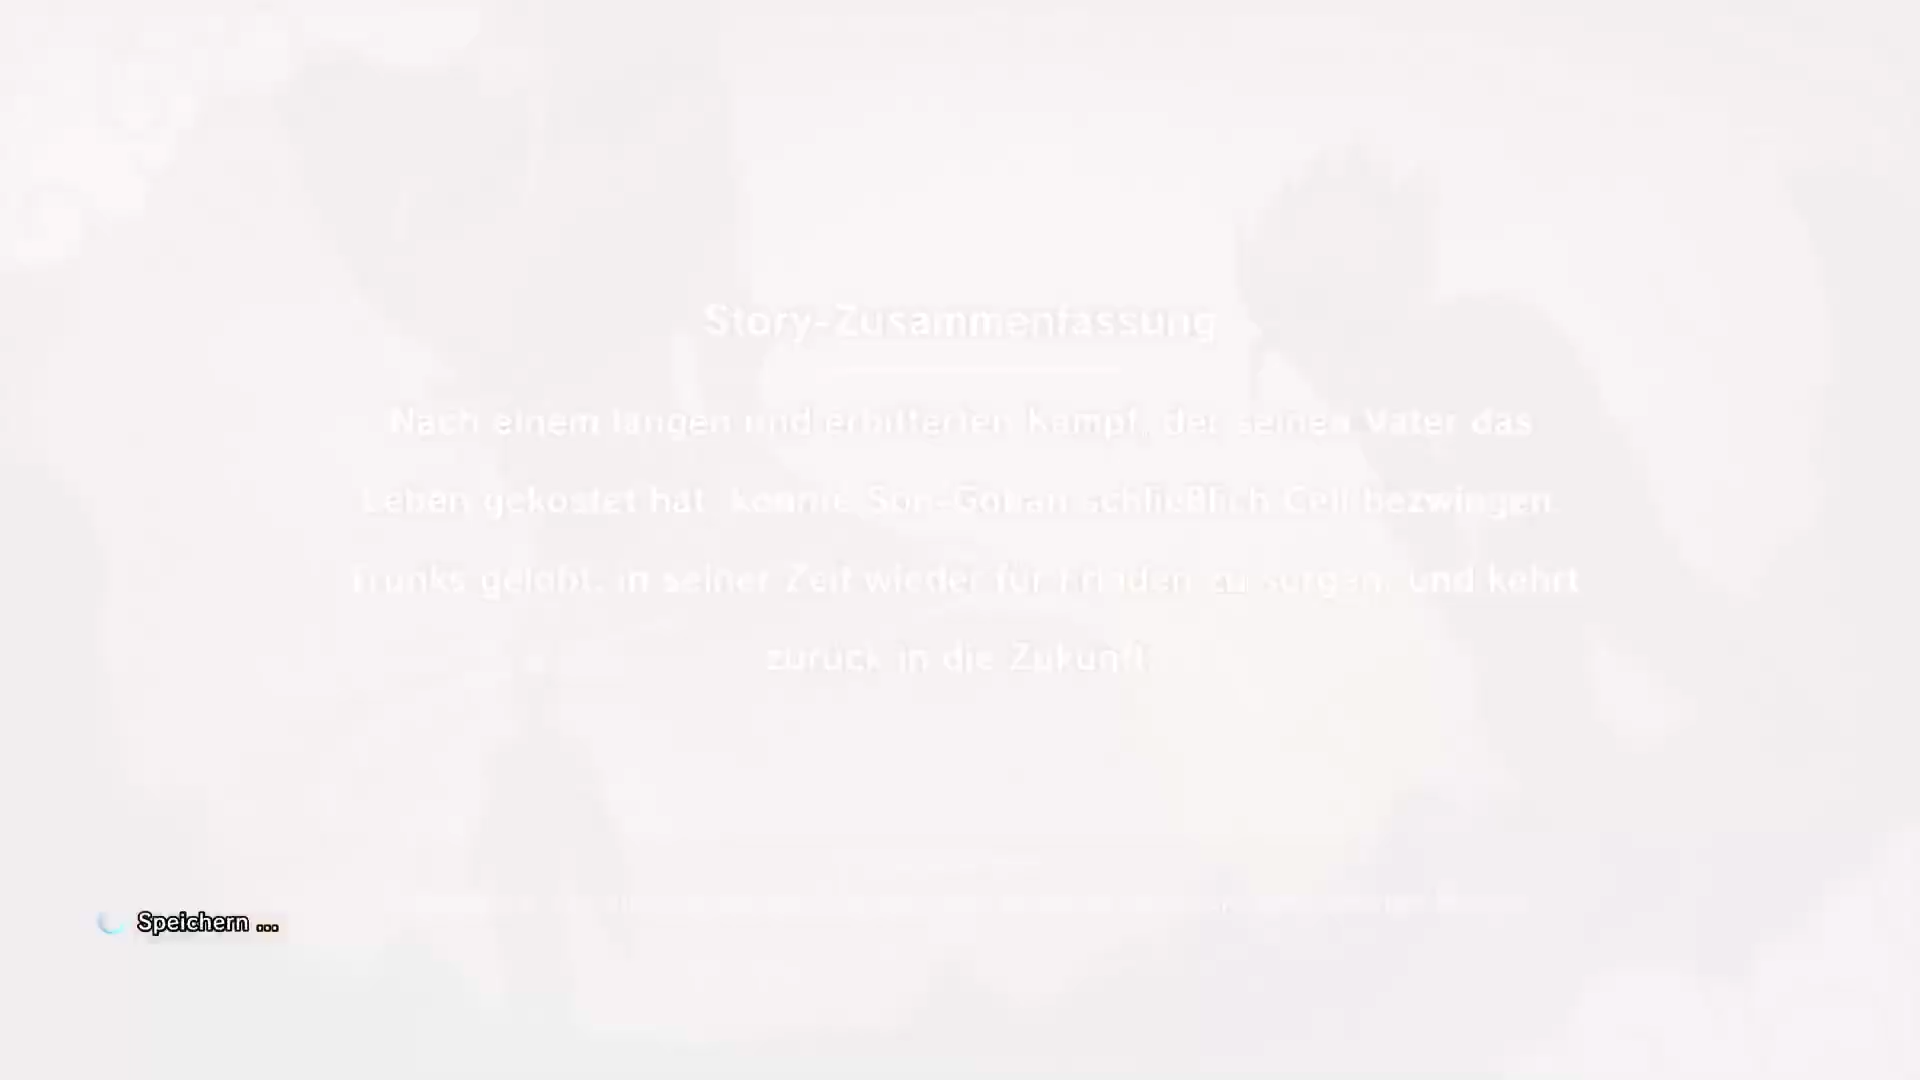 Story-Zusammenfassung
Nach einem langen und erbitterten Kampf, der seinen Vater das
Leben gekostet hat, konnte Son-Gohan schließlich Cell bezwingen.
Trunks gelobt, in seiner Zeit wieder für Frieden zu sorgen, und kehrt
zurück in die Zukunft.
Speichern ...